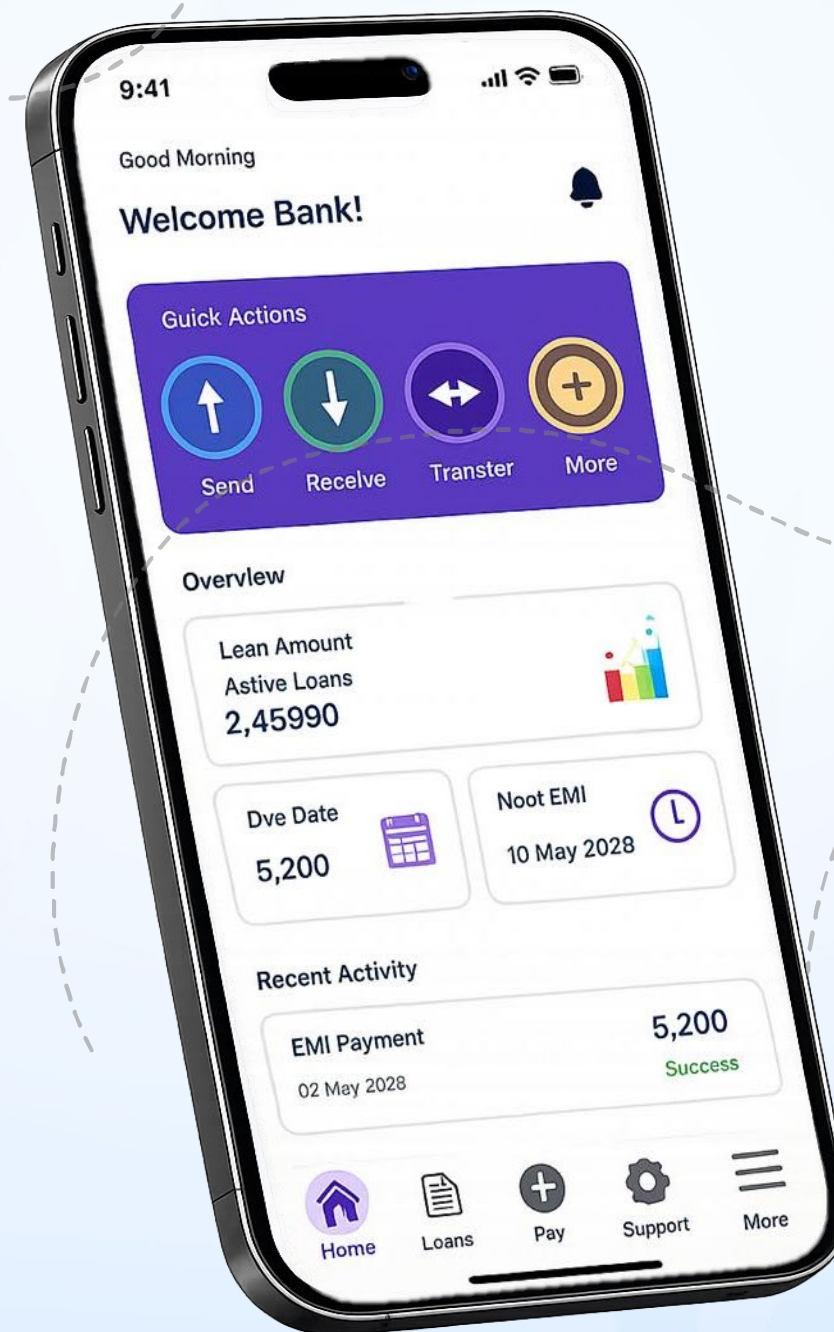 9:41
Good Morning
Welcome Bank!
Guick Actions
Send Recelve Transter More
Overvlew
Lean Amount
Astive Loans
2,45990
Dve Date
5,200
Noot EMI
10 May 2028
Recent Activity
EMI Payment 5,200
02 May 2028 Success
Home Loans Pay Support More